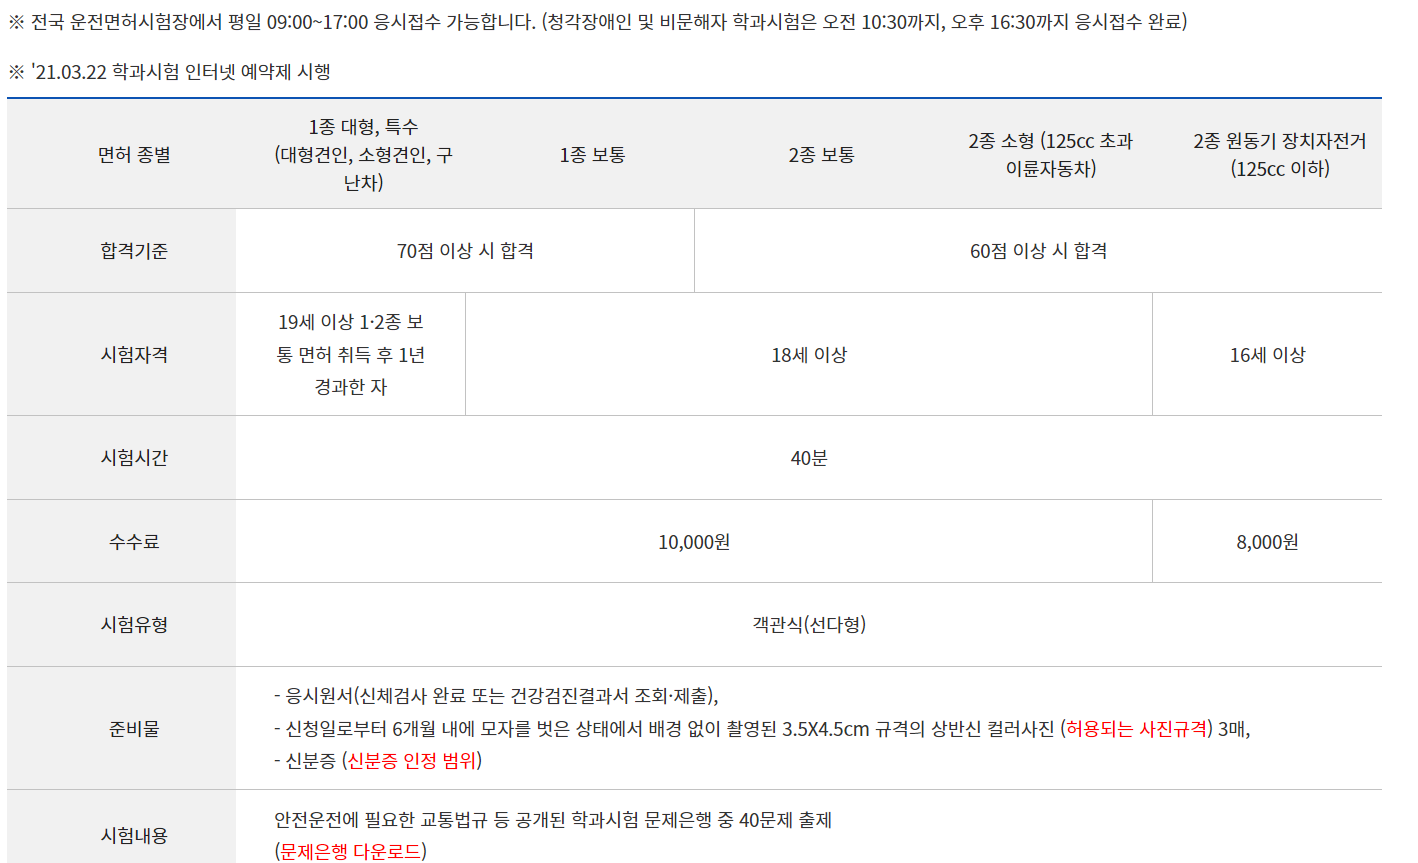 ※ 전국 운전면허시험장에서 평일 09:00~17:00 응시접수 가능합니다. (청각장애인 및 비문해자 학과시험은 오전 10:30까지, 오후 16:30까지 응시접수 완료)
※ '21.03.22 학과시험 인터넷 예약제 시행
면허 종별
1종 대형, 특수
(대형견인, 소형견인, 구
난차)
1종 보통
2종 보통
2종 소형 (125cc 초과
이륜자동차)
2종 원동기 장치자전거
(125cc 이하)
합격기준
70점 이상 시 합격
60점 이상 시 합격
시험자격
19세 이상 1·2종 보
통 면허 취득 후 1년
경과한 자
18세 이상
16세 이상
시험시간
40분
수수료
10,000원
8,000원
시험유형
객관식(선다형)
준비물
- 응시원서(신체검사 완료 또는 건강검진결과서 조회·제출),
- 신청일로부터 6개월 내에 모자를 벗은 상태에서 배경 없이 촬영된 3.5X4.5cm 규격의 상반신 컬러사진 (허용되는 사진규격) 3매,
- 신분증 (신분증 인정 범위)
시험내용
안전운전에 필요한 교통법규 등 공개된 학과시험 문제은행 중 40문제 출제
(문제은행 다운로드)